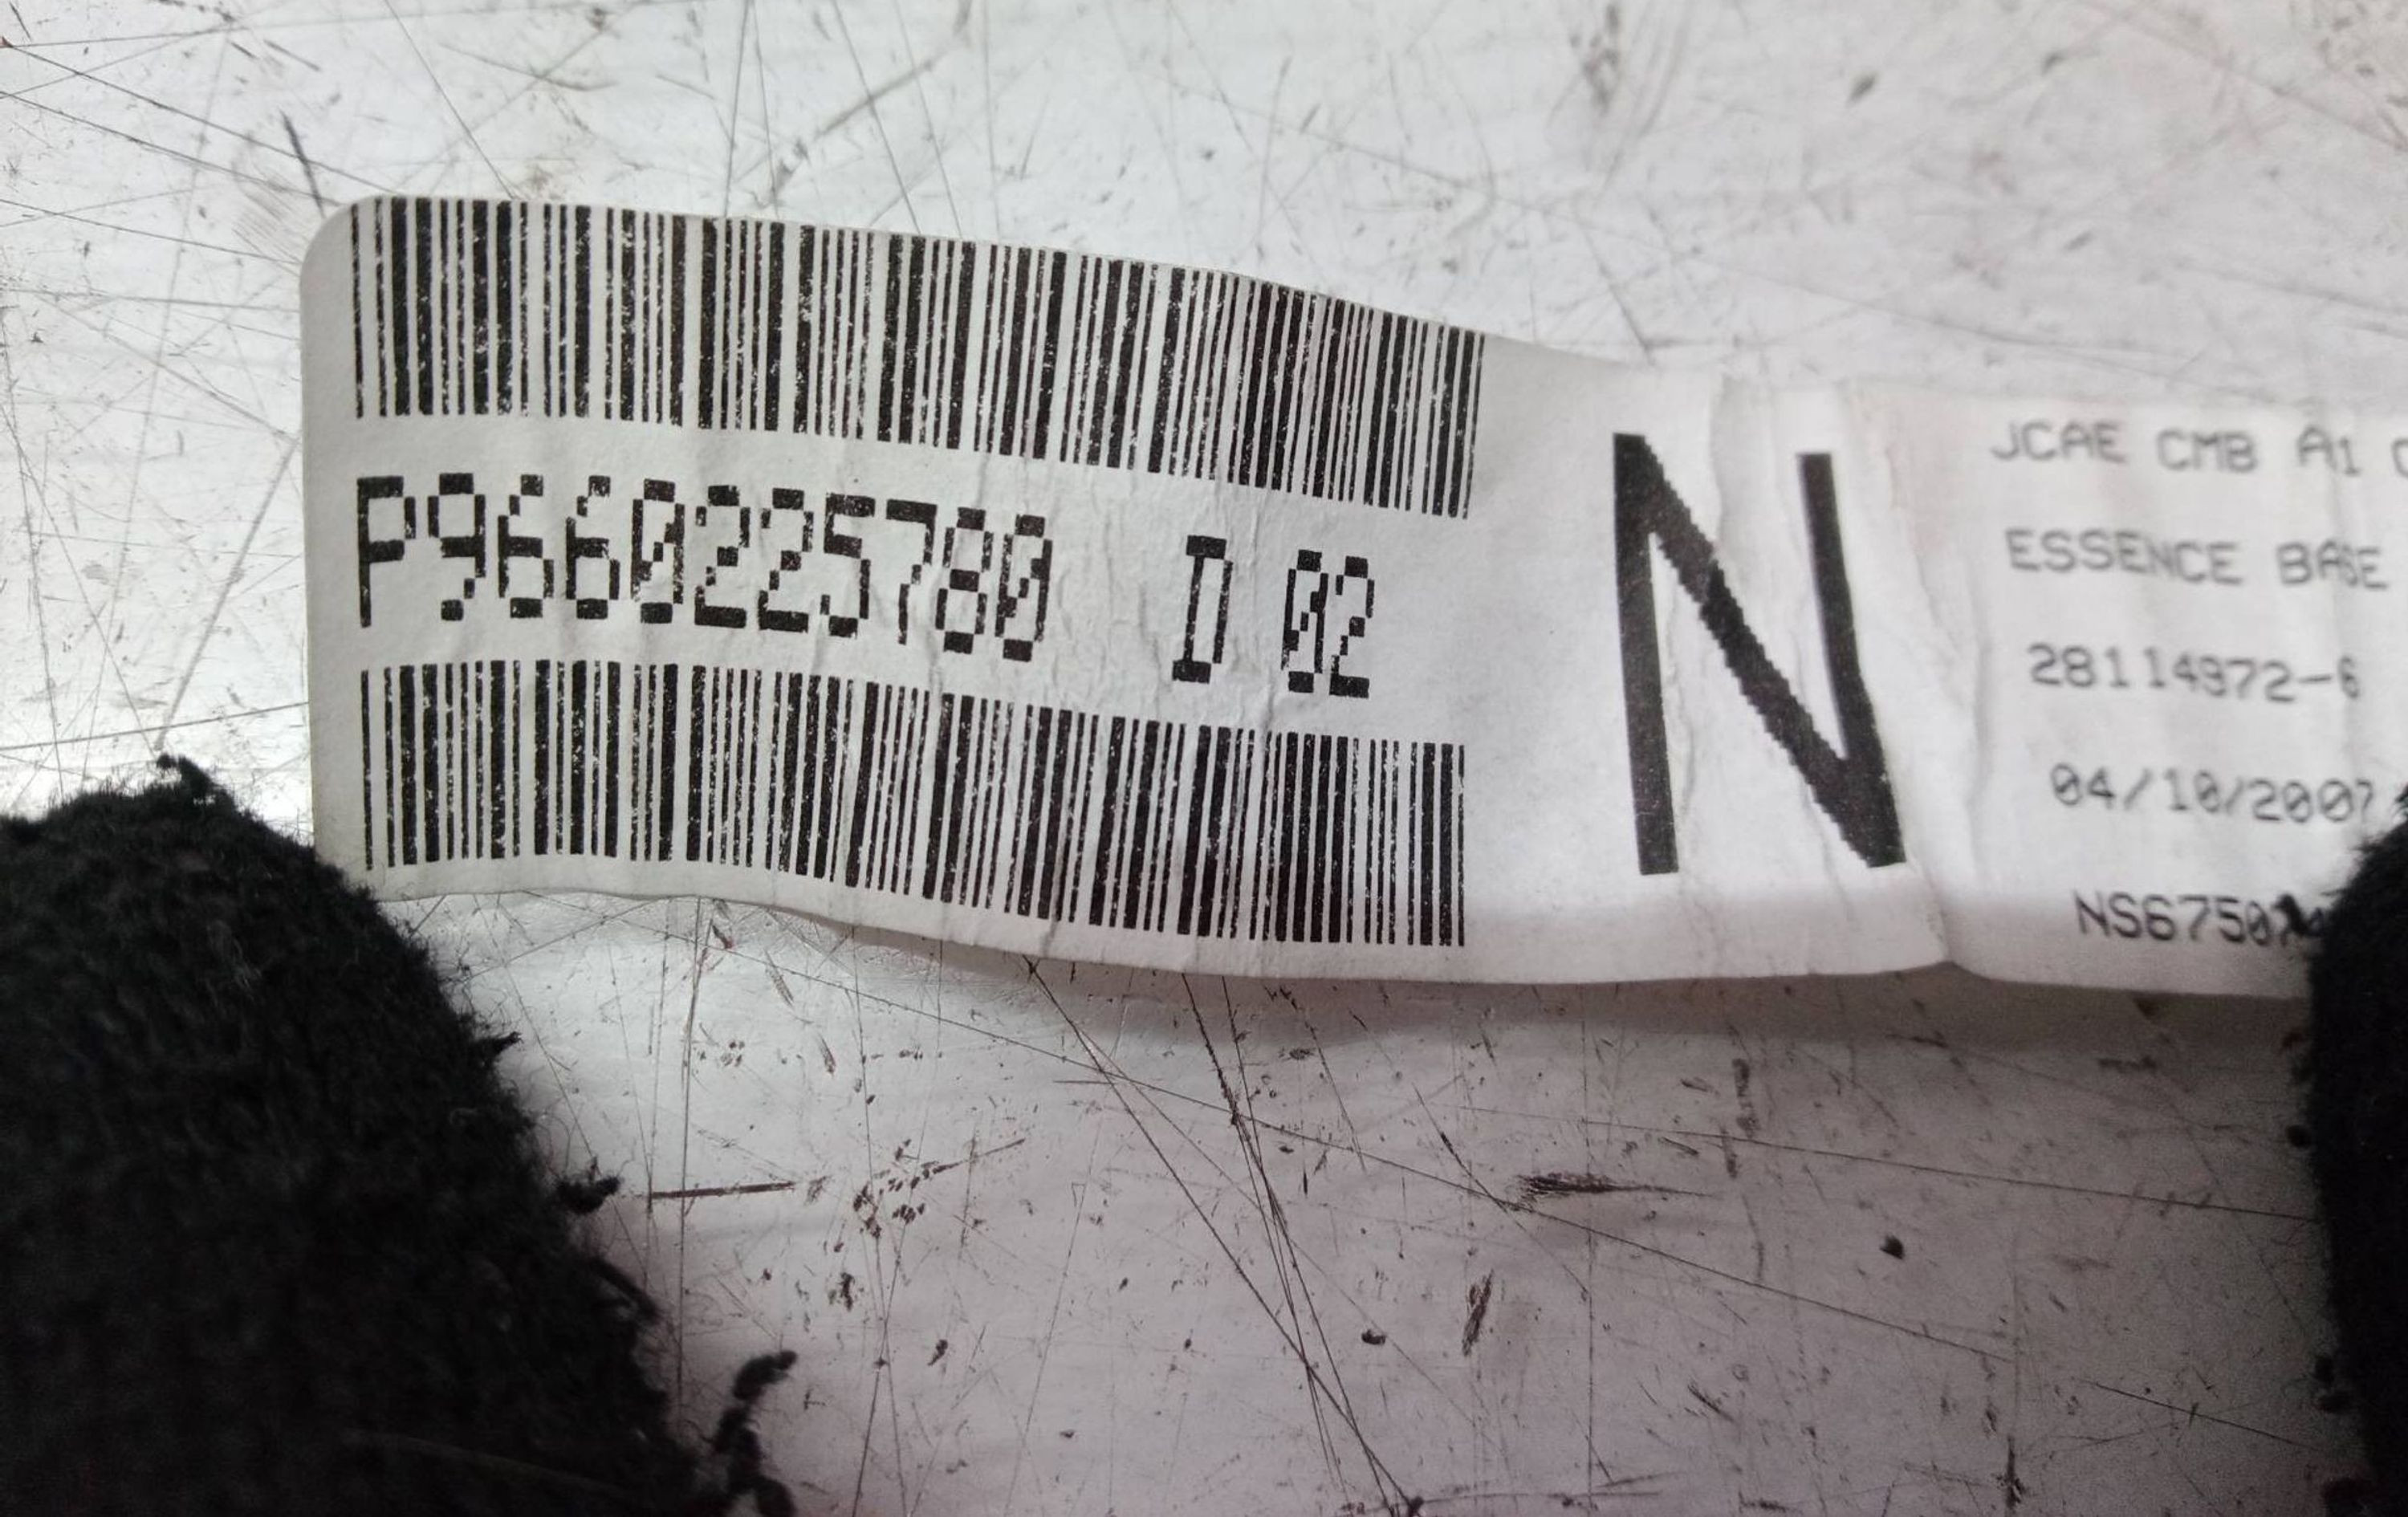 P9660225780 D 02
N
JCAE CMB A1
ESSENCE BASE
28114972-6
04/10/2007